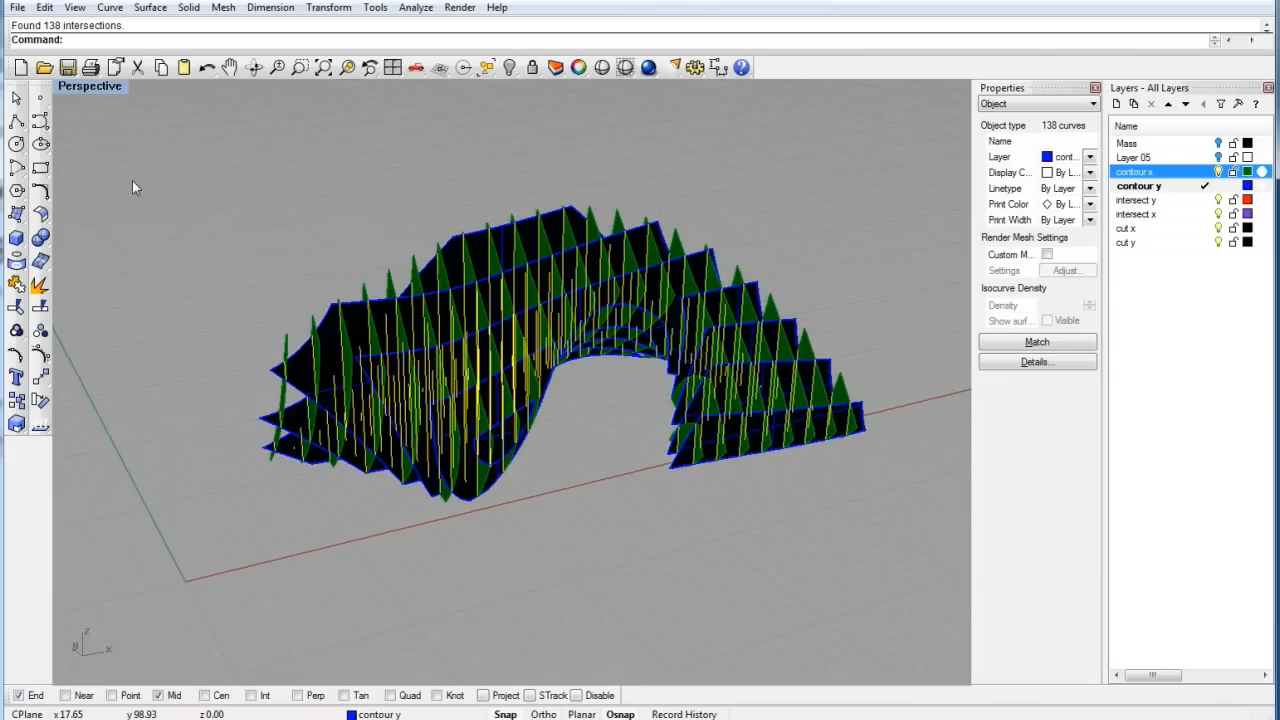 File Edit View Curve Surface Solid Mesh Dimension Transform Tools Analyze Render Help
Found 138 intersections.
Command:
Perspective
Properties
Object
Object type 138 curves
Name
Layer cont...
Display C... By L...
Linetype By Layer
Print Color By L...
Print Width By Layer
Render Mesh Settings
Custom M...
Settings Adjust...
Isocurve Density
Density
Show surf... Visible
Match
Details...
Layers - All Layers
Name
Mass
Layer 05
contour x
contour y
intersect y
intersect x
cut x
cut y
z
y x
End Near Point Mid Cen Int Perp Tan Quad Knot Project STrack Disable
CPlane x 17.65 y 98.93 z 0.00 contour y Snap Ortho Planar Osnap Record History